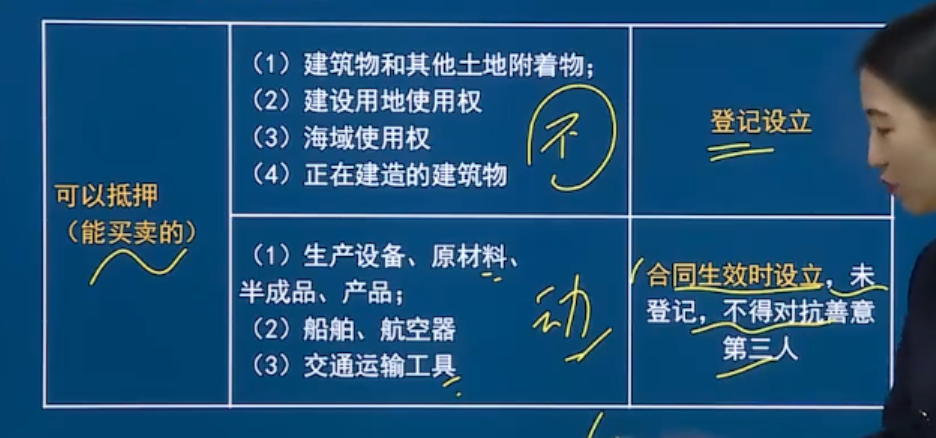 可以抵押
（能买卖的）
（1）建筑物和其他土地附着物；
（2）建设用地使用权
（3）海域使用权
（4）正在建造的建筑物
不
登记设立
（1）生产设备、原材料、
半成品、产品；
（2）船舶、航空器
（3）交通运输工具
动
合同生效时设立，未
登记，不得对抗善意
第三人